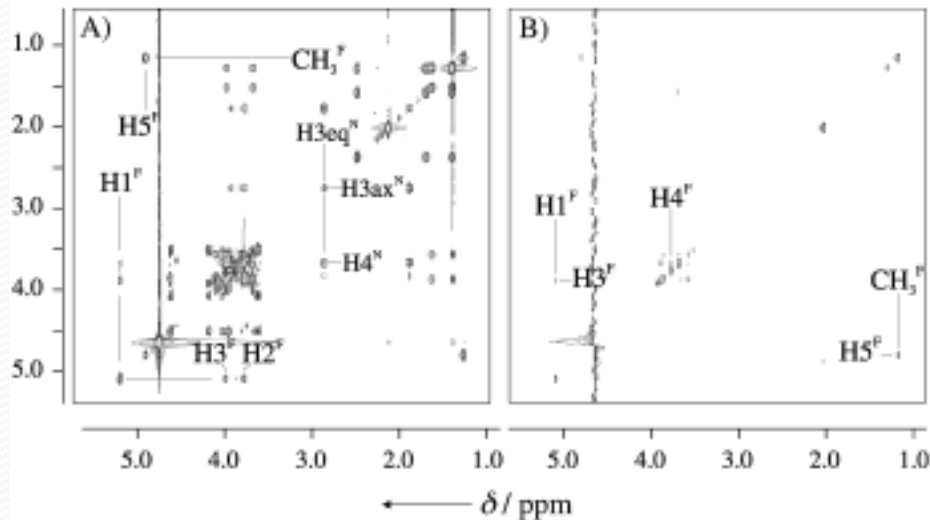 A)
B)
1.0
2.0
3.0
4.0
5.0
CH₃ᶠ
H5ᶠ
H3eqᴺ
H1ᶠ
H3axᴺ
H4ᴺ
H3ᶠ H2ᶠ
H4ᶠ
H1ᶠ
H3ᶠ
CH₃ᶠ
H5ᶠ
5.0 4.0 3.0 2.0 1.0
5.0 4.0 3.0 2.0 1.0
δ / ppm